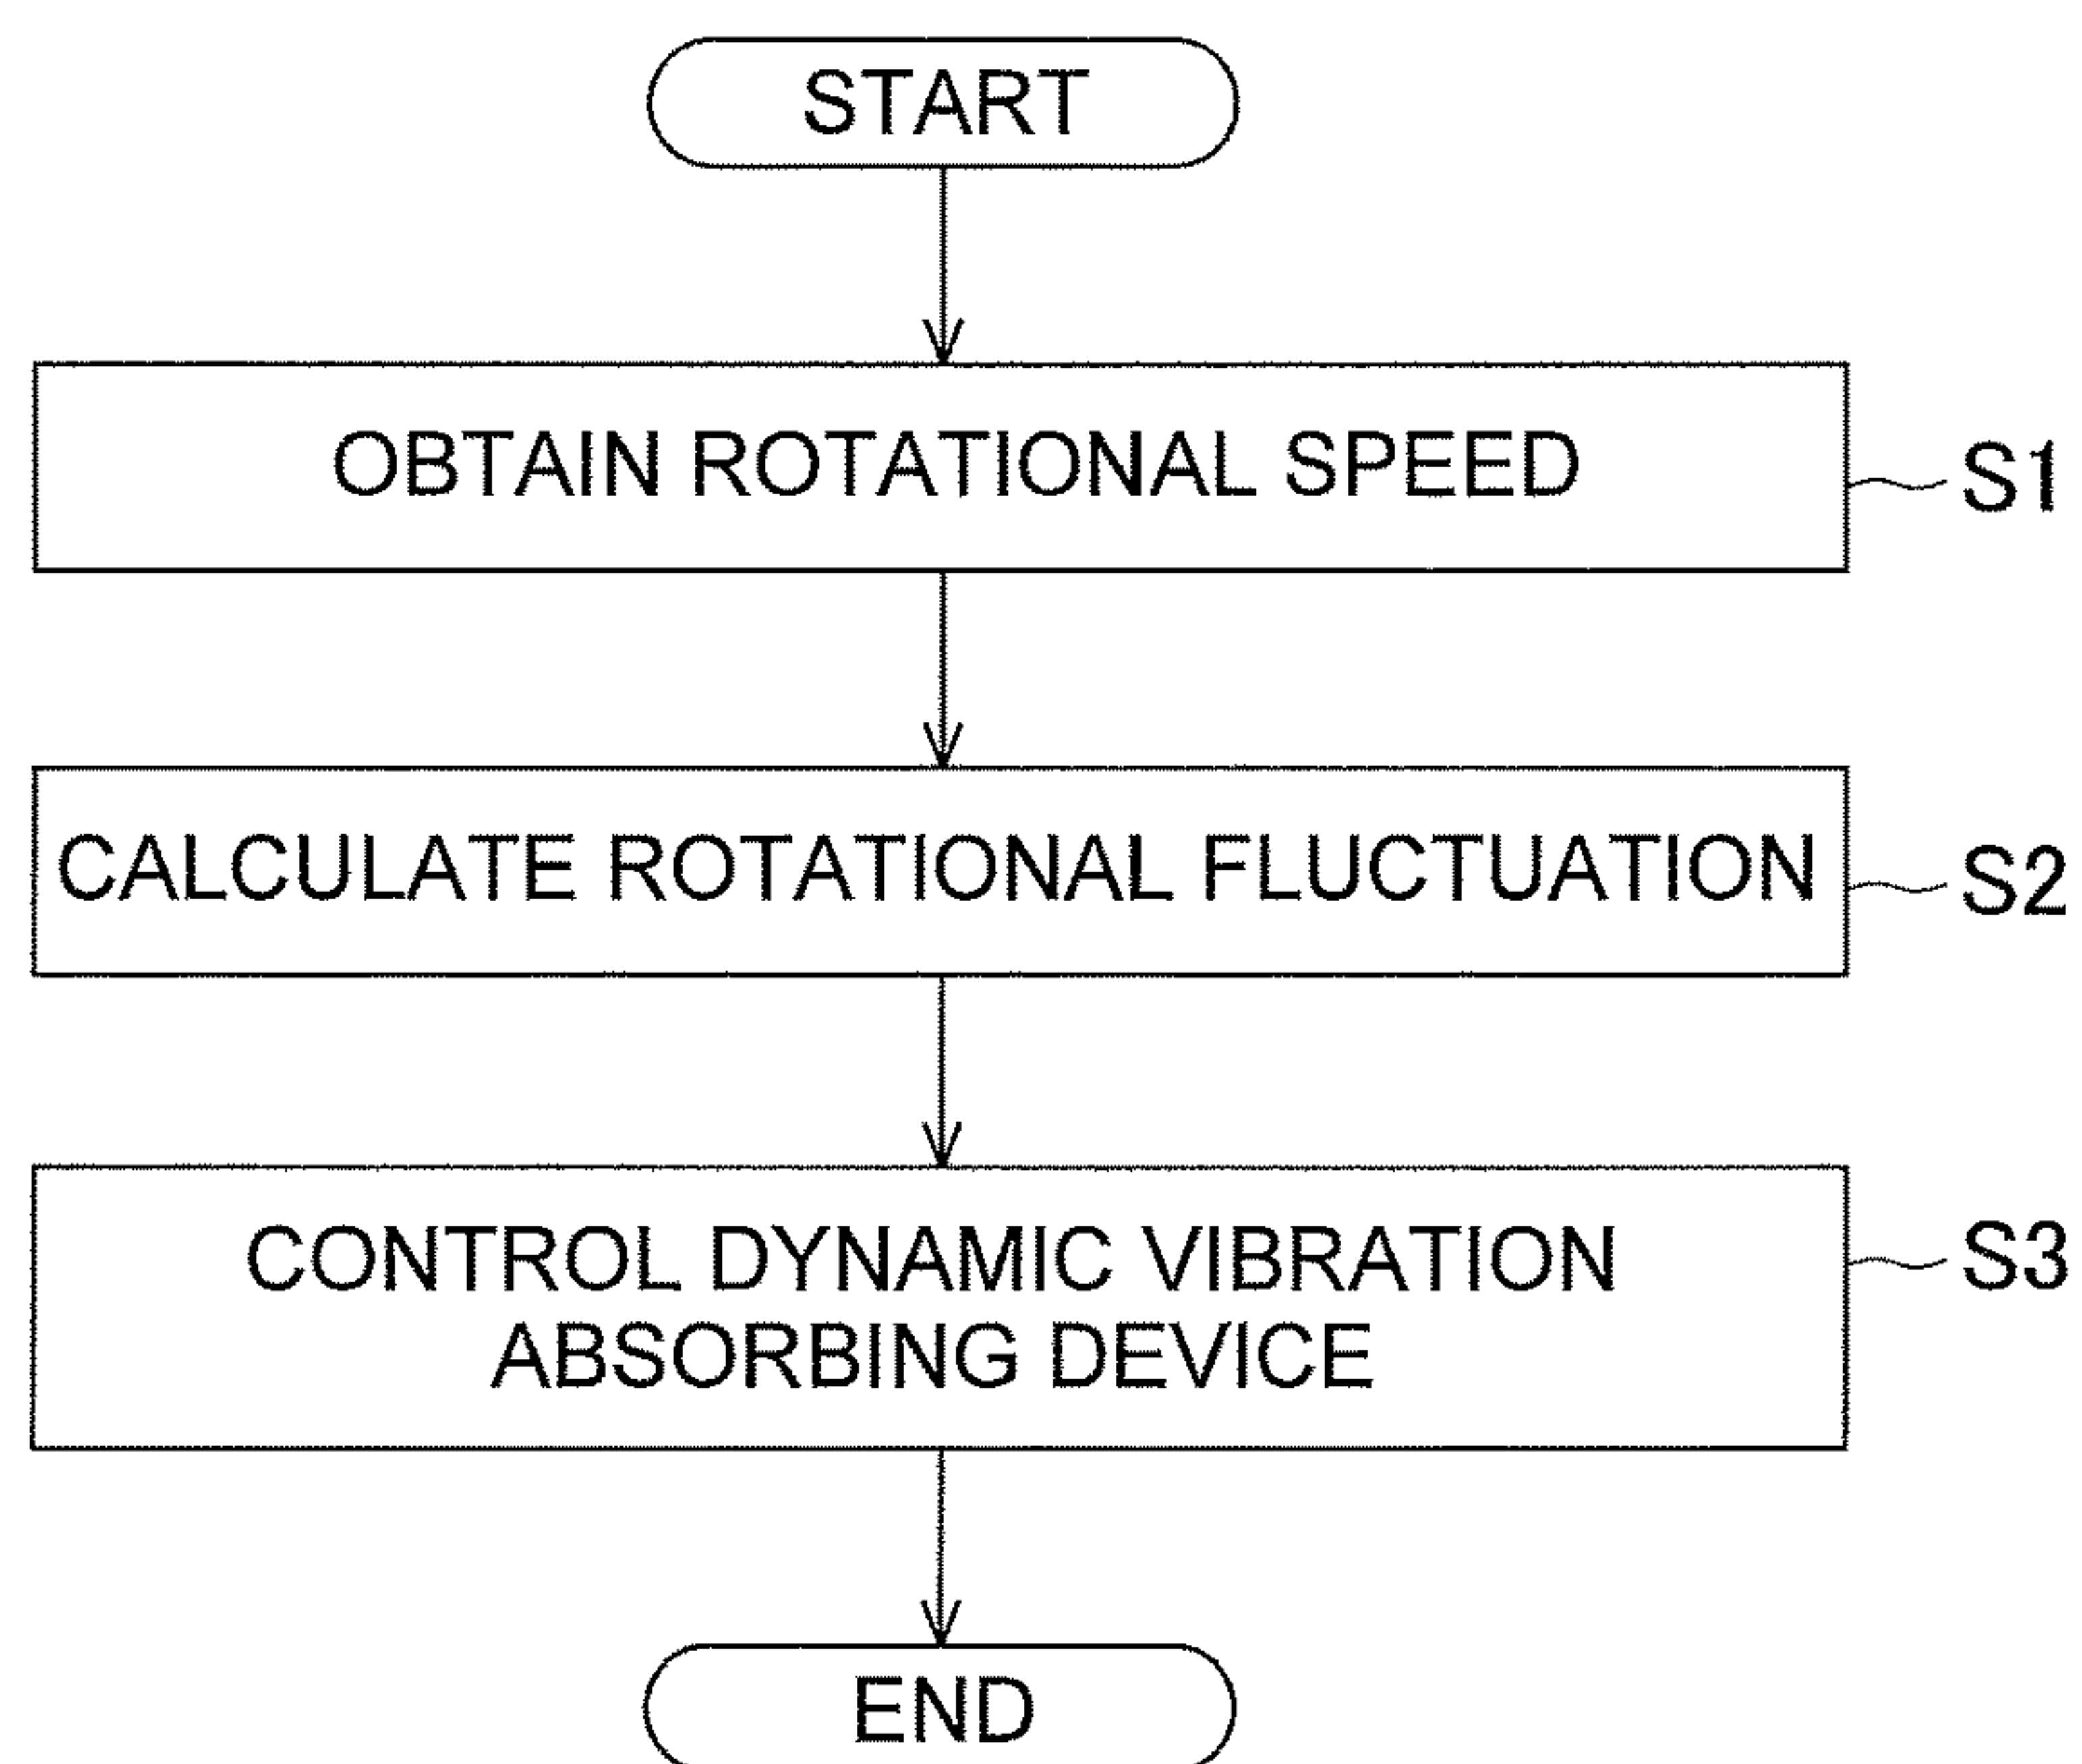 START
OBTAIN ROTATIONAL SPEED
S1
CALCULATE ROTATIONAL FLUCTUATION
S2
CONTROL DYNAMIC VIBRATION
ABSORBING DEVICE
S3
END